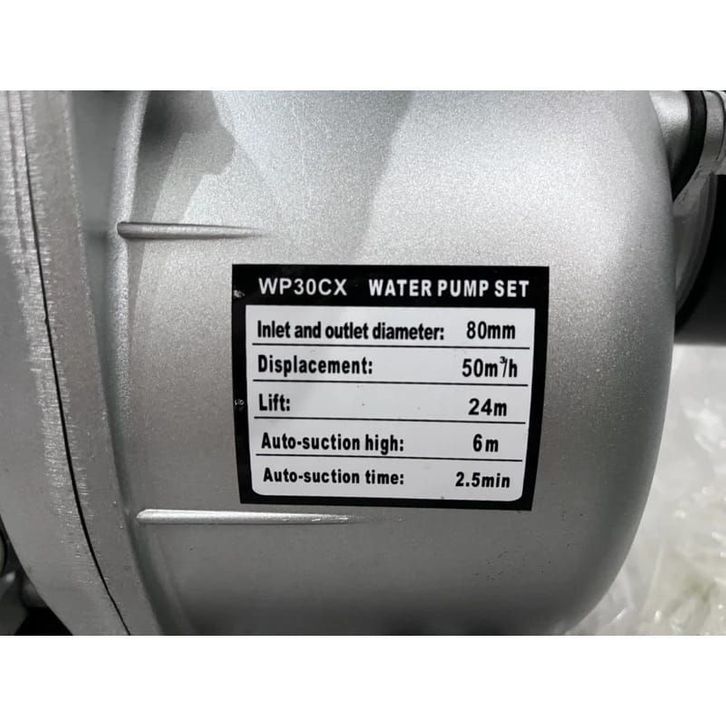 WP30CX WATER PUMP SET
Inlet and outlet diameter: 80mm
Displacement: 50m³/h
Lift: 24m
Auto-suction high: 6m
Auto-suction time: 2.5min